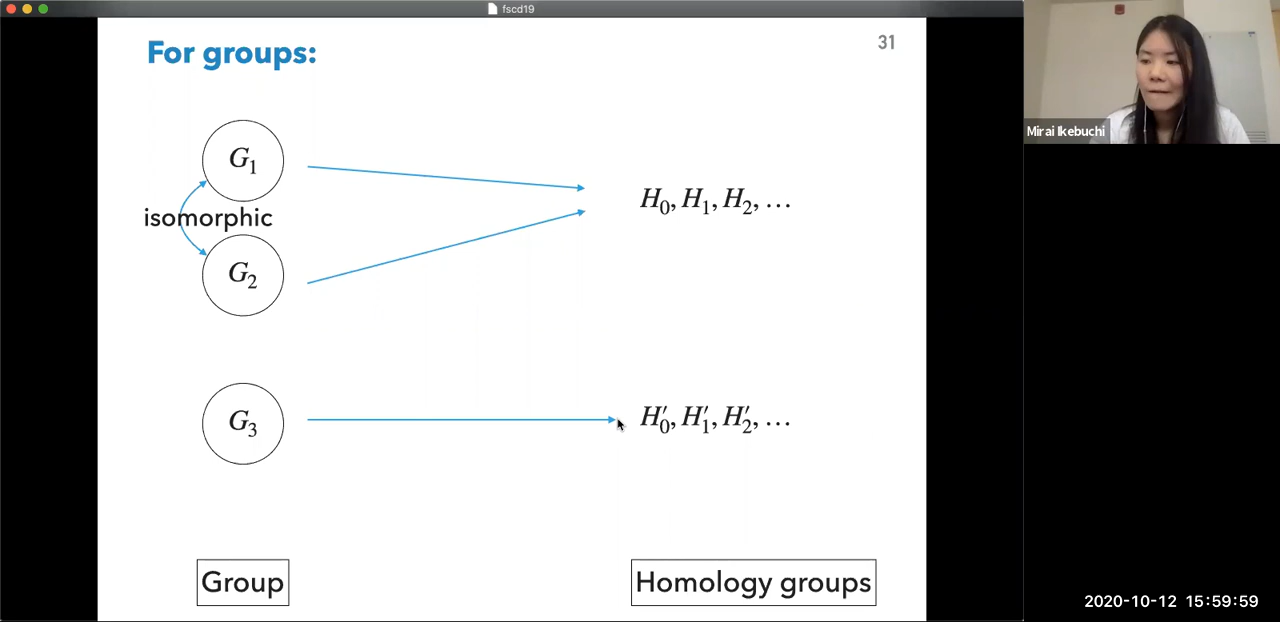 fscd19
For groups:
31
G₁
isomorphic
G₂
H₀, H₁, H₂, …
G₃
H′₀, H′₁, H′₂, …
Group
Homology groups
Mirai Ikebuchi
2020-10-12 15:59:59